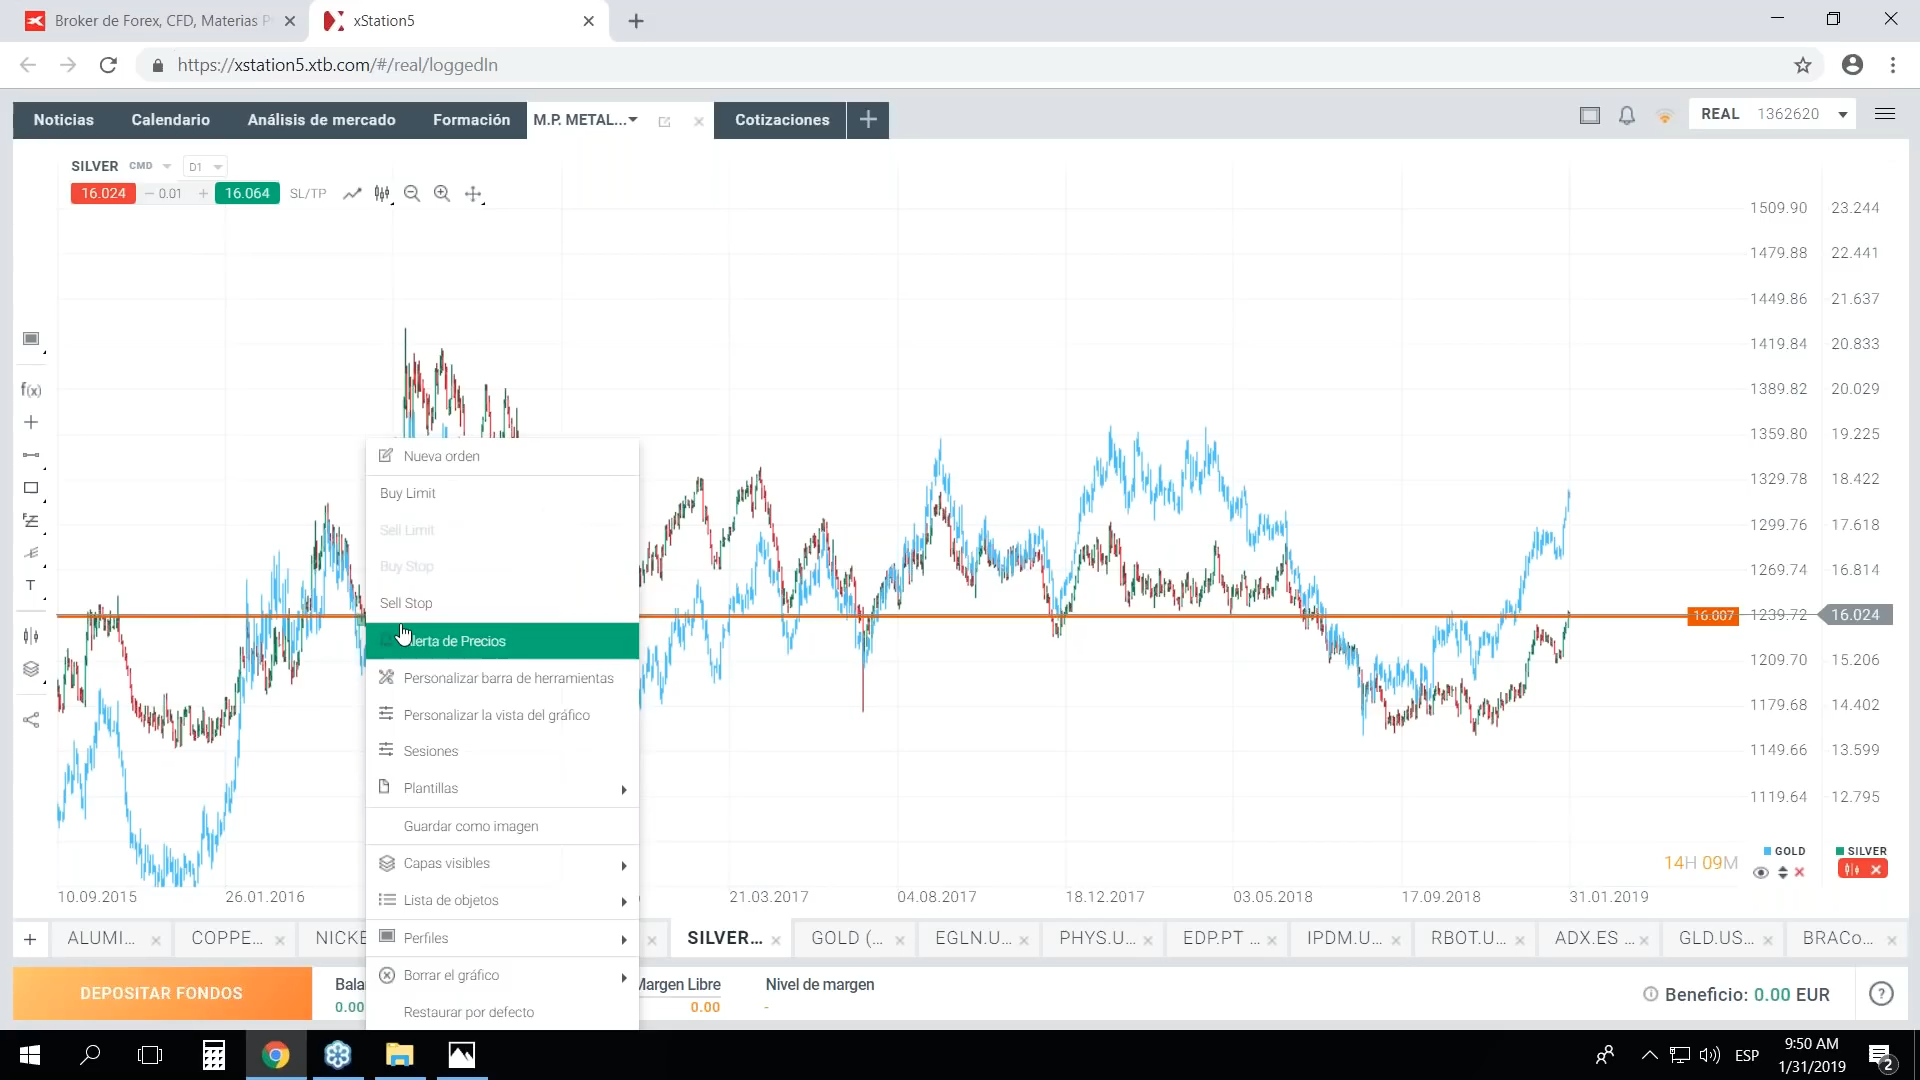 Broker de Forex, CFD, Materias P
xStation5
https://xstation5.xtb.com/#/real/loggedIn
Noticias
Calendario
Análisis de mercado
Formación
M.P. METAL...
Cotizaciones
REAL 1362620
SILVER CMD D1
16.024 − 0.01 + 16.064 SL/TP
1509.90 23.244
1479.88 22.441
1449.86 21.637
1419.84 20.833
1389.82 20.029
1359.80 19.225
1329.78 18.422
1299.76 17.618
1269.74 16.814
16.007 1239.72 16.024
1209.70 15.206
1179.68 14.402
1149.66 13.599
1119.64 12.795
f(x)
T
Nueva orden
Buy Limit
Sell Limit
Buy Stop
Sell Stop
lerta de Precios
Personalizar barra de herramientas
Personalizar la vista del gráfico
Sesiones
Plantillas
Guardar como imagen
Capas visibles
Lista de objetos
Perfiles
Borrar el gráfico
Restaurar por defecto
14H 09M
GOLD
SILVER
10.09.2015 26.01.2016 21.03.2017 04.08.2017 18.12.2017 03.05.2018 17.09.2018 31.01.2019
ALUMI... COPPE... NICKE SILVER... GOLD (... EGLN.U... PHYS.U... EDP.PT ... IPDM.U... RBOT.U... ADX.ES ... GLD.US... BRACo...
DEPOSITAR FONDOS
Bala
0.00
Margen Libre
0.00
Nivel de margen
-
Beneficio: 0.00 EUR
?
ESP
9:50 AM
1/31/2019
2